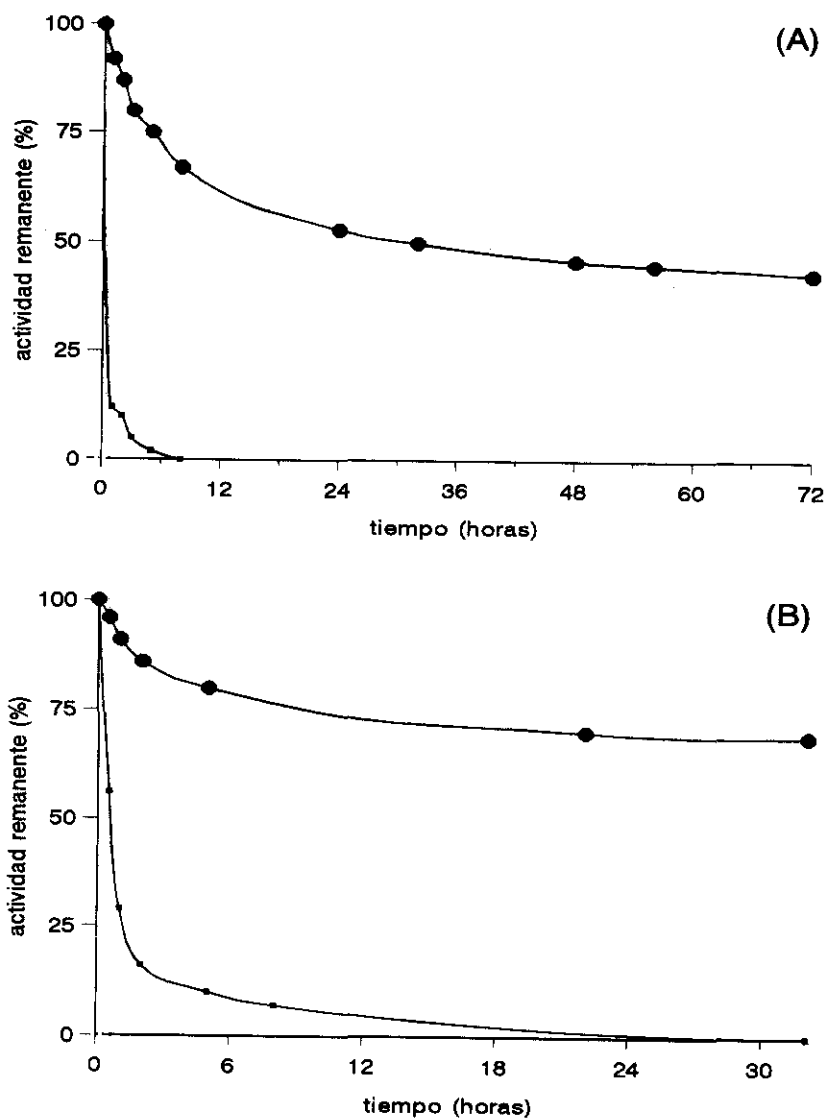 (A)
100
75
50
25
0
actividad remanente (%)
0 12 24 36 48 60 72
tiempo (horas)
(B)
100
75
50
25
0
actividad remanente (%)
0 6 12 18 24 30
tiempo (horas)